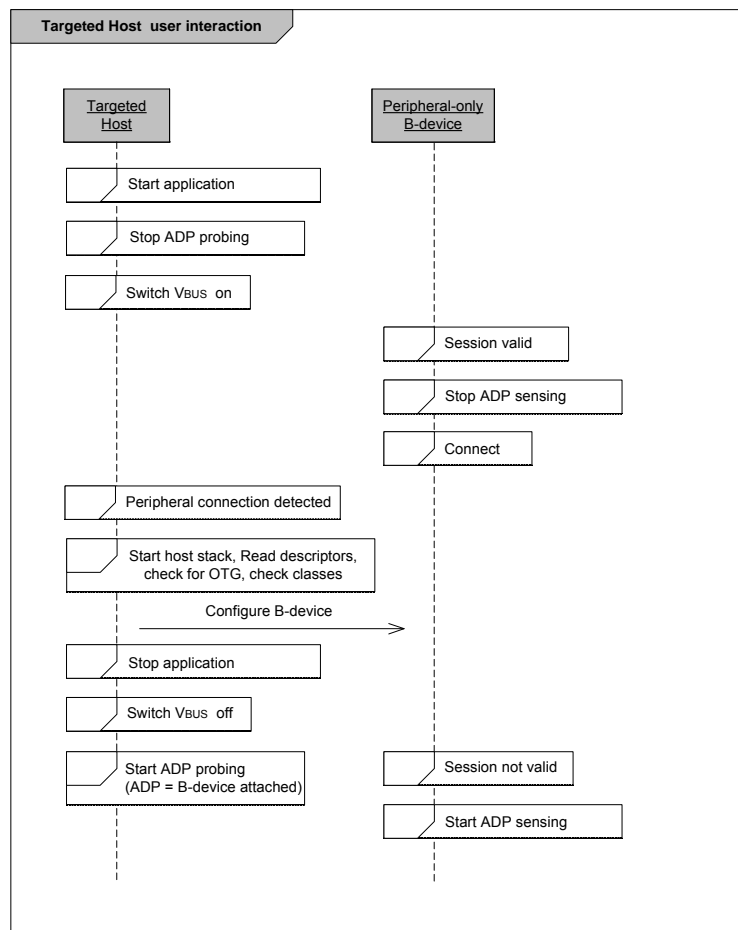 Targeted Host user interaction
Targeted
Host
Peripheral-only
B-device
Start application
Stop ADP probing
Switch VBUS on
Session valid
Stop ADP sensing
Connect
Peripheral connection detected
Start host stack, Read descriptors,
check for OTG, check classes
Configure B-device
Stop application
Switch VBUS off
Start ADP probing
(ADP = B-device attached)
Session not valid
Start ADP sensing